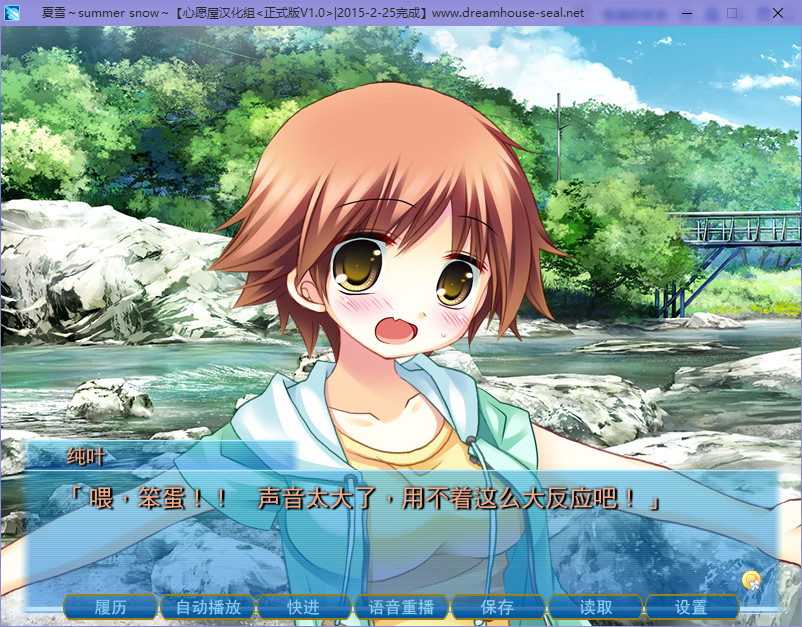 夏雪～summer snow～【心愿屋汉化组<正式版V1.0>|2015-2-25完成】www.dreamhouse-seal.net
纯叶
「喂，笨蛋！！　声音太大了，用不着这么大反应吧！」
履历 自动播放 快进 语音重播 保存 读取 设置